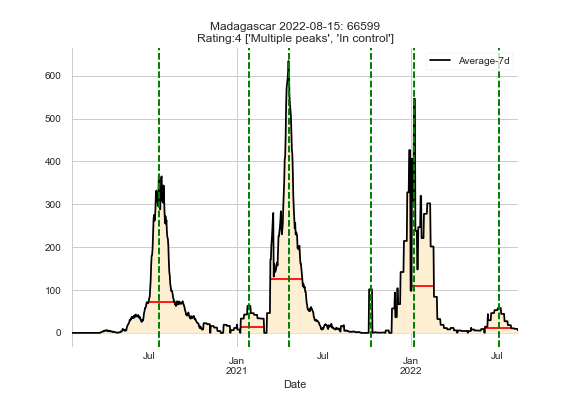 Madagascar 2022-08-15: 66599
Rating:4 ['Multiple peaks', 'In control']
Average-7d
600
500
400
300
200
100
0
Jul
Jan
2021
Jul
Jan
2022
Jul
Date